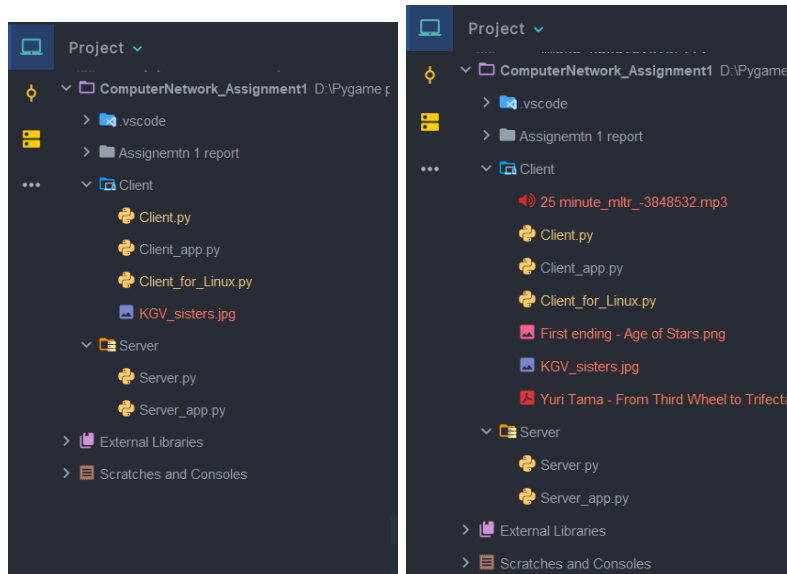 Project
ComputerNetwork_Assignment1 D:\Pygame p
.vscode
Assignemtn 1 report
Client
Client.py
Client_app.py
Client_for_Linux.py
KGV_sisters.jpg
Server
Server.py
Server_app.py
External Libraries
Scratches and Consoles
Project
ComputerNetwork_Assignment1 D:\Pygame
.vscode
Assignemtn 1 report
Client
25 minute_mltr_-3848532.mp3
Client.py
Client_app.py
Client_for_Linux.py
First ending - Age of Stars.png
KGV_sisters.jpg
Yuri Tama - From Third Wheel to Trifecta
Server
Server.py
Server_app.py
External Libraries
Scratches and Consoles